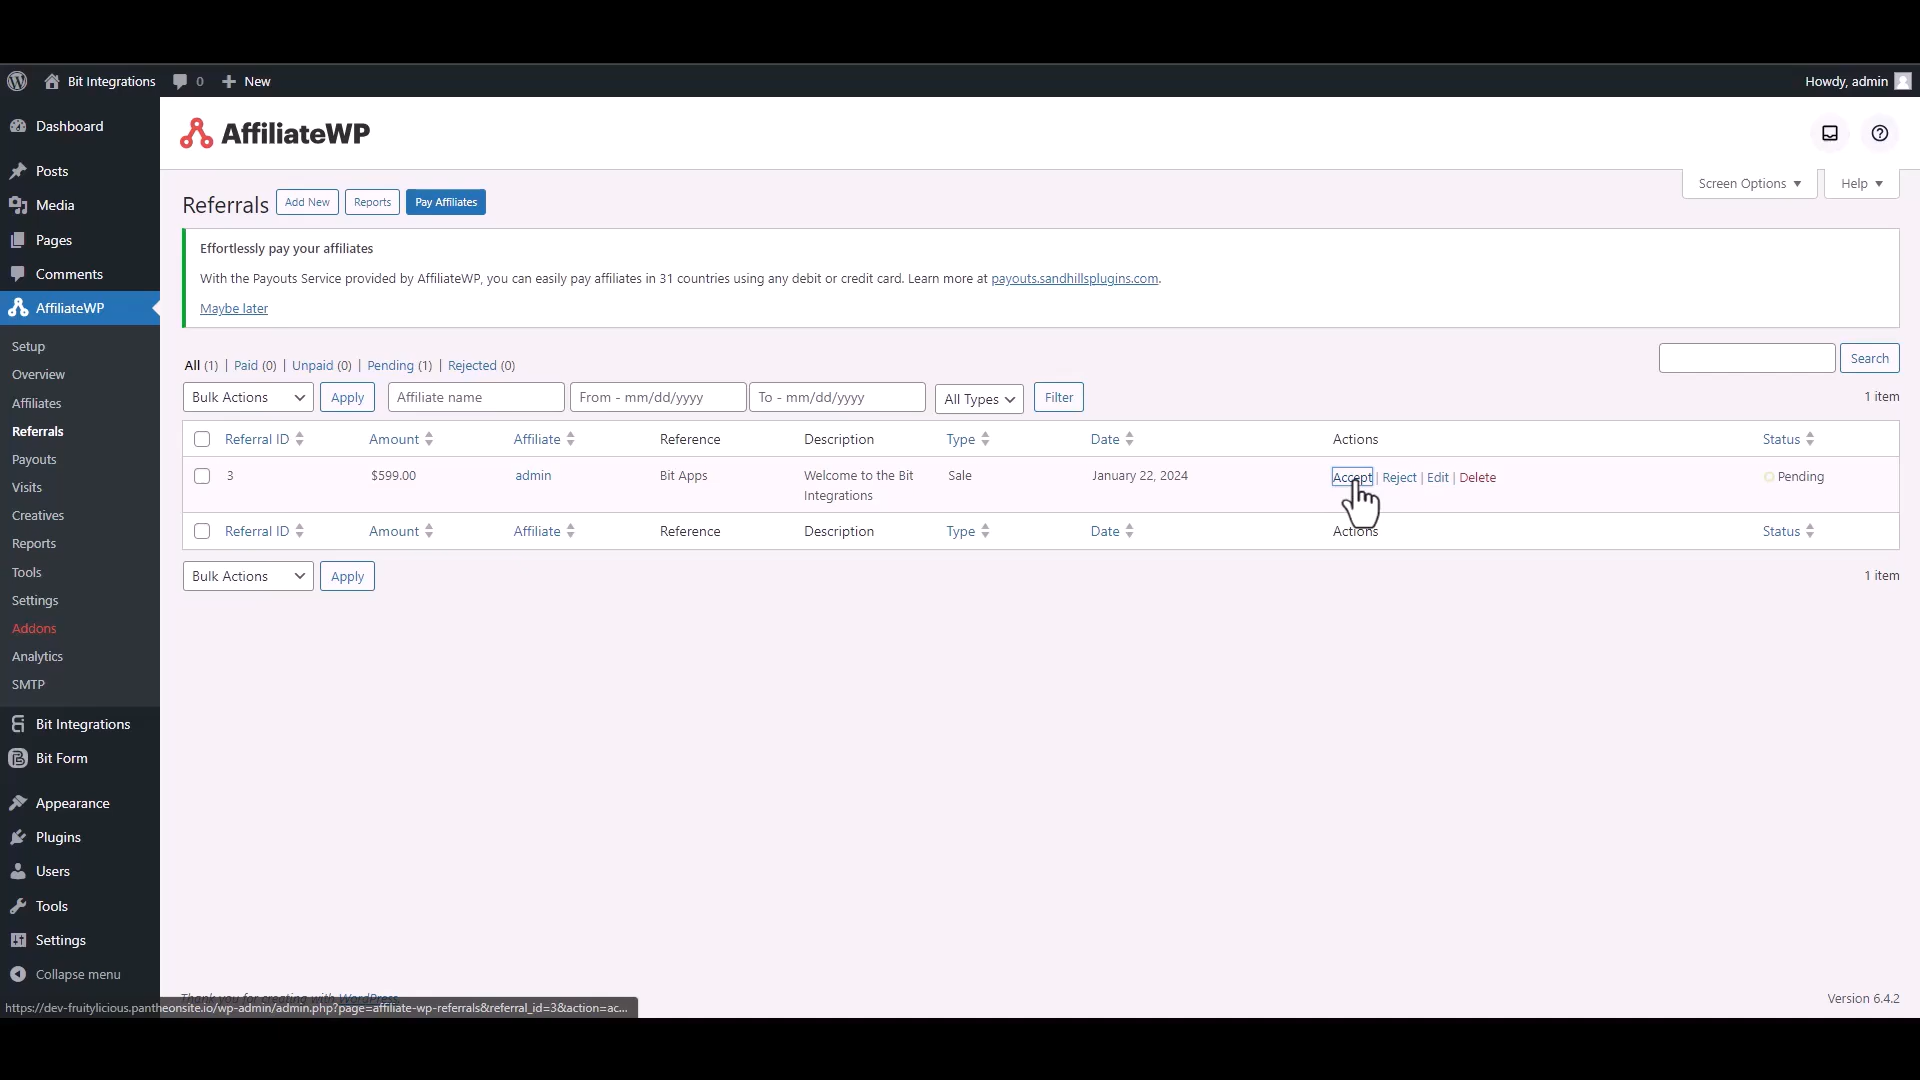 Bit Integrations 0 New Howdy, admin
Dashboard
Posts
Media
Pages
Comments
AffiliateWP
Setup
Overview
Affiliates
Referrals
Payouts
Visits
Creatives
Reports
Tools
Settings
Addons
Analytics
SMTP
Bit Integrations
Bit Form
Appearance
Plugins
Users
Tools
Settings
Collapse menu
AffiliateWP
Screen Options Help
Referrals Add New Reports Pay Affiliates
Effortlessly pay your affiliates
With the Payouts Service provided by AffiliateWP, you can easily pay affiliates in 31 countries using any debit or credit card. Learn more at payouts.sandhillsplugins.com.
Maybe later
All (1) | Paid (0) | Unpaid (0) | Pending (1) | Rejected (0)
Search
Bulk Actions Apply Affiliate name From - mm/dd/yyyy To - mm/dd/yyyy All Types Filter 1 item
Referral ID Amount Affiliate Reference Description Type Date Actions Status
3 $599.00 admin Bit Apps Welcome to the Bit Sale January 22, 2024 Accept | Reject | Edit | Delete Pending
Integrations
Referral ID Amount Affiliate Reference Description Type Date Actions Status
Bulk Actions Apply 1 item
Thank you for creating with WordPress. Version 6.4.2
https://dev-fruitylicious.pantheonsite.io/wp-admin/admin.php?page=affiliate-wp-referrals&referral_id=3&action=ac...